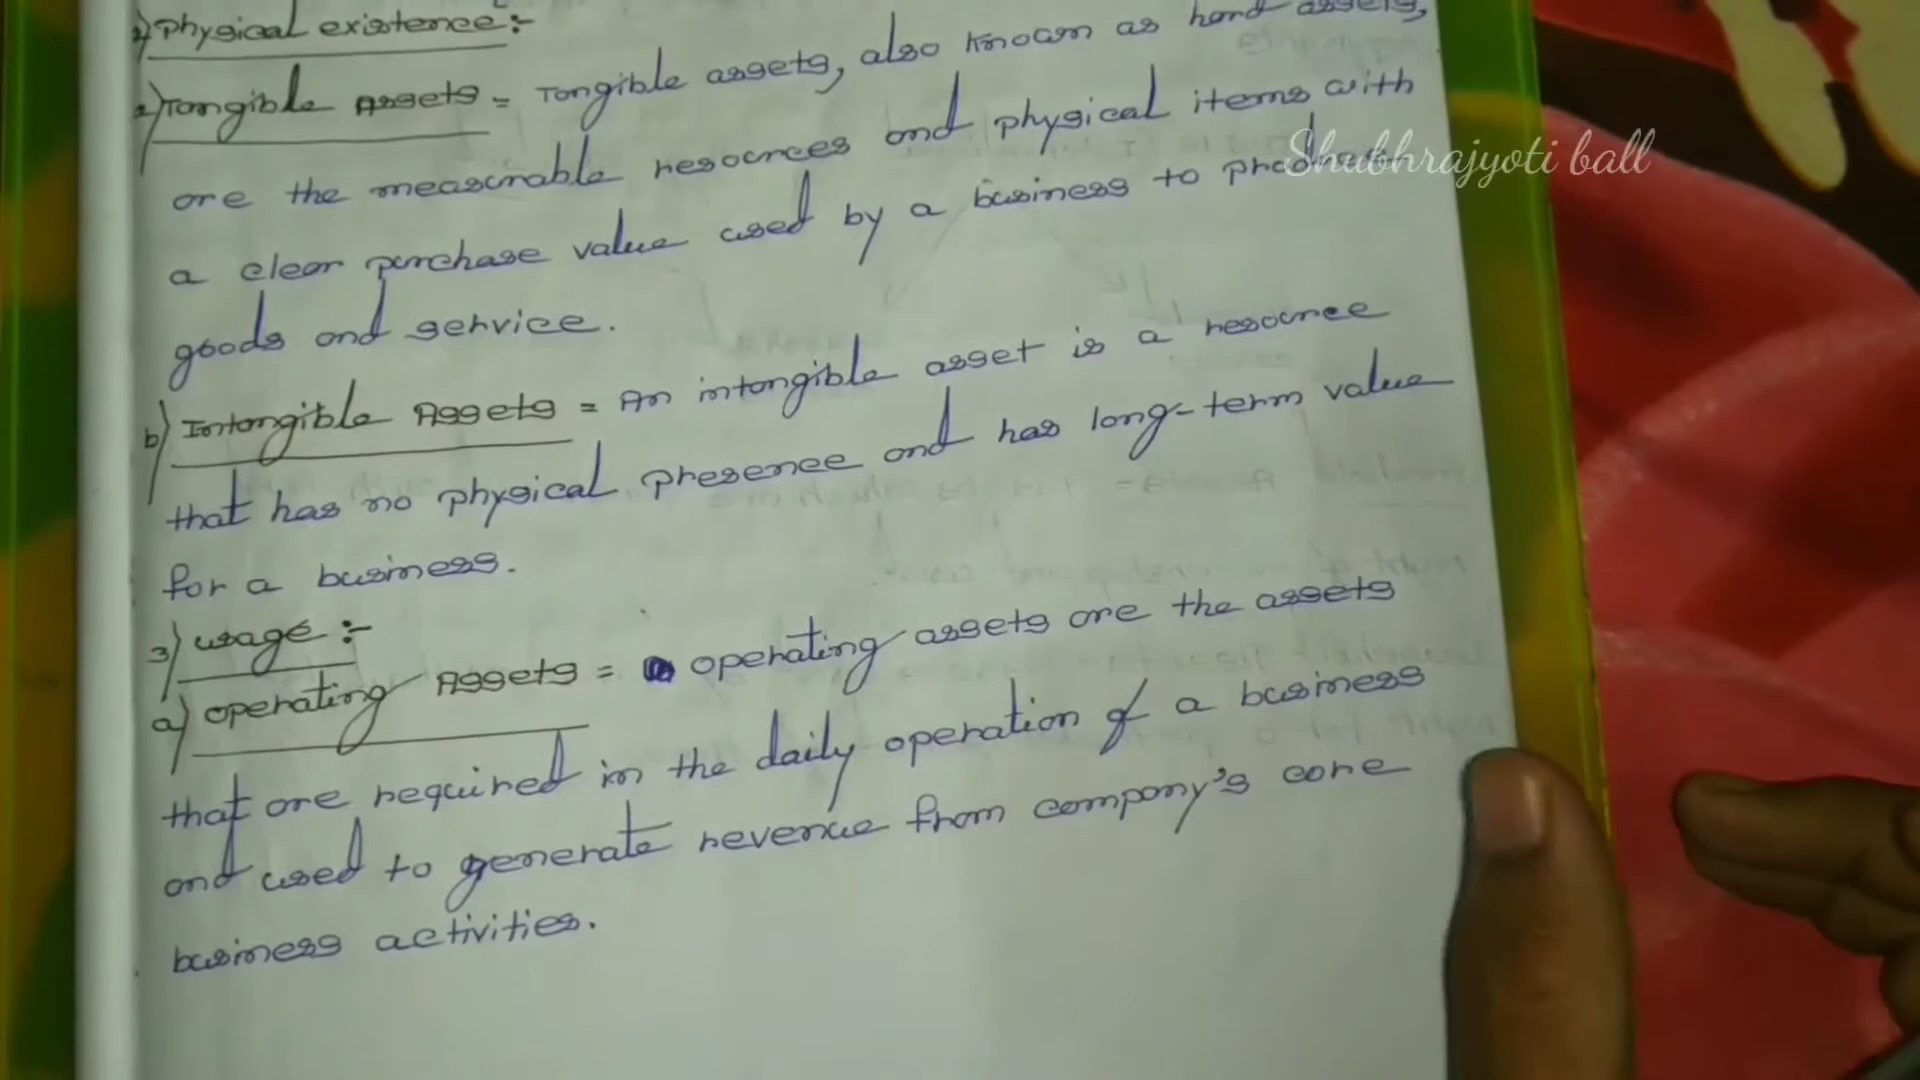 2) Physical existence :-
a) Tangible Assets = Tangible assets, also known as hard assets,
are the measurable resources and physical items with
a clear purchase value used by a business to produce
goods and service.
b) Intangible Assets = An intangible asset is a resource
that has no physical presence and has long-term value
for a business.
3) usage :-
a) operating Assets = operating assets are the assets
that are required in the daily operation of a business
and used to generate revenue from company's core
business activities.
Shubhrajyoti ball